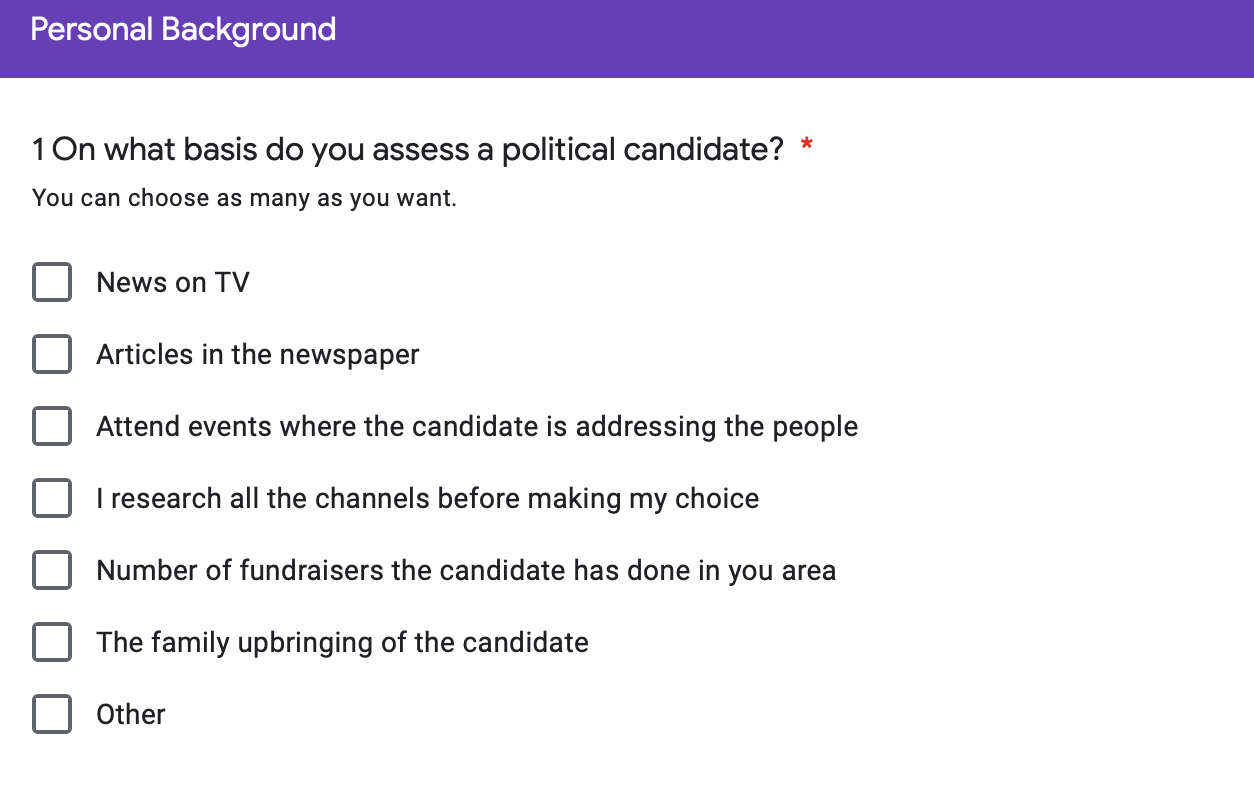 Personal Background
1 On what basis do you assess a political candidate? *
You can choose as many as you want.
News on TV
Articles in the newspaper
Attend events where the candidate is addressing the people
I research all the channels before making my choice
Number of fundraisers the candidate has done in you area
The family upbringing of the candidate
Other